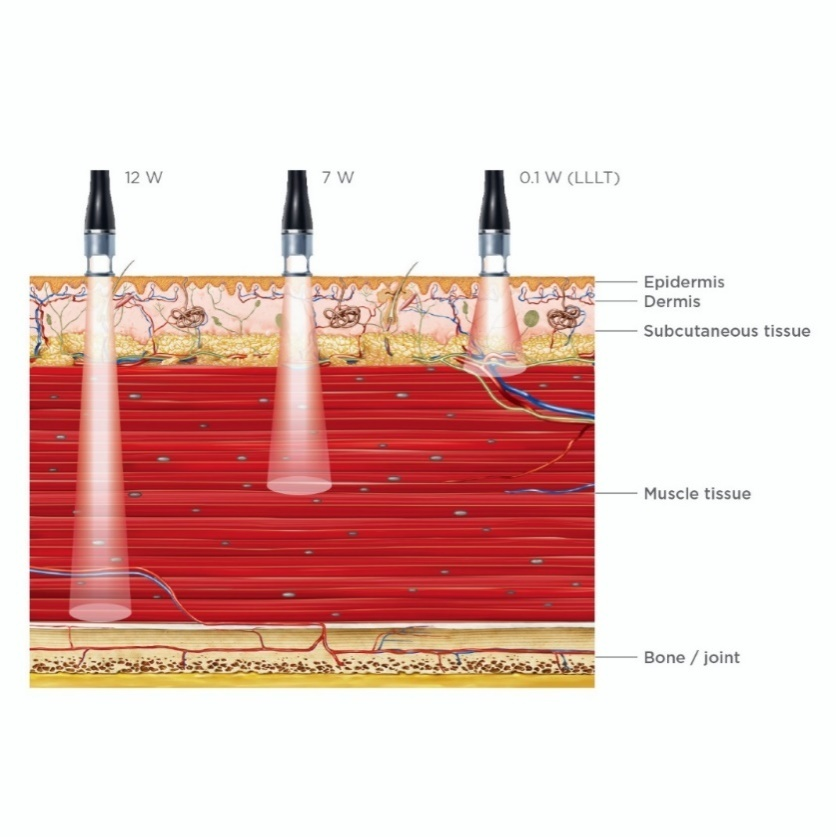 12 W
7 W
0.1 W (LLLT)
Epidermis
Dermis
Subcutaneous tissue
Muscle tissue
Bone / joint